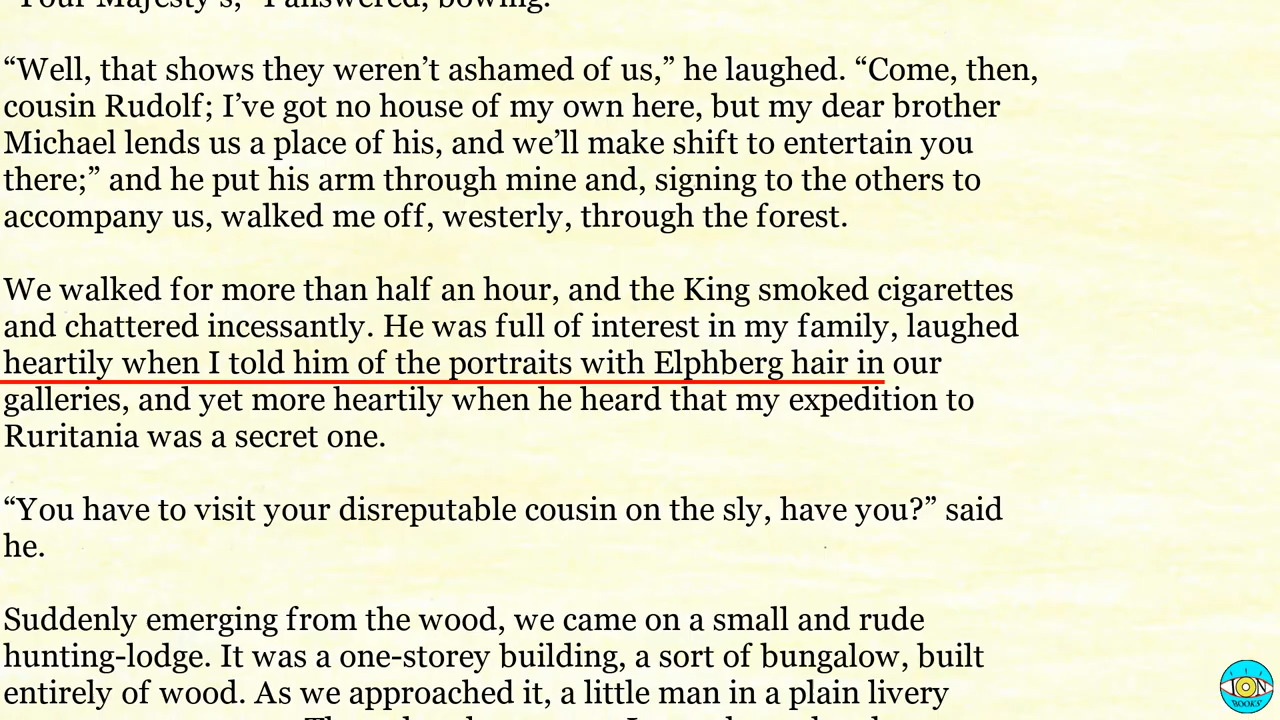 “Your Majesty’s,” I answered, bowing.
“Well, that shows they weren’t ashamed of us,” he laughed. “Come, then,
cousin Rudolf; I’ve got no house of my own here, but my dear brother
Michael lends us a place of his, and we’ll make shift to entertain you
there;” and he put his arm through mine and, signing to the others to
accompany us, walked me off, westerly, through the forest.
We walked for more than half an hour, and the King smoked cigarettes
and chattered incessantly. He was full of interest in my family, laughed
heartily when I told him of the portraits with Elphberg hair in our
galleries, and yet more heartily when he heard that my expedition to
Ruritania was a secret one.
“You have to visit your disreputable cousin on the sly, have you?” said
he.
Suddenly emerging from the wood, we came on a small and rude
hunting-lodge. It was a one-storey building, a sort of bungalow, built
entirely of wood. As we approached it, a little man in a plain livery
ION
BOOKS